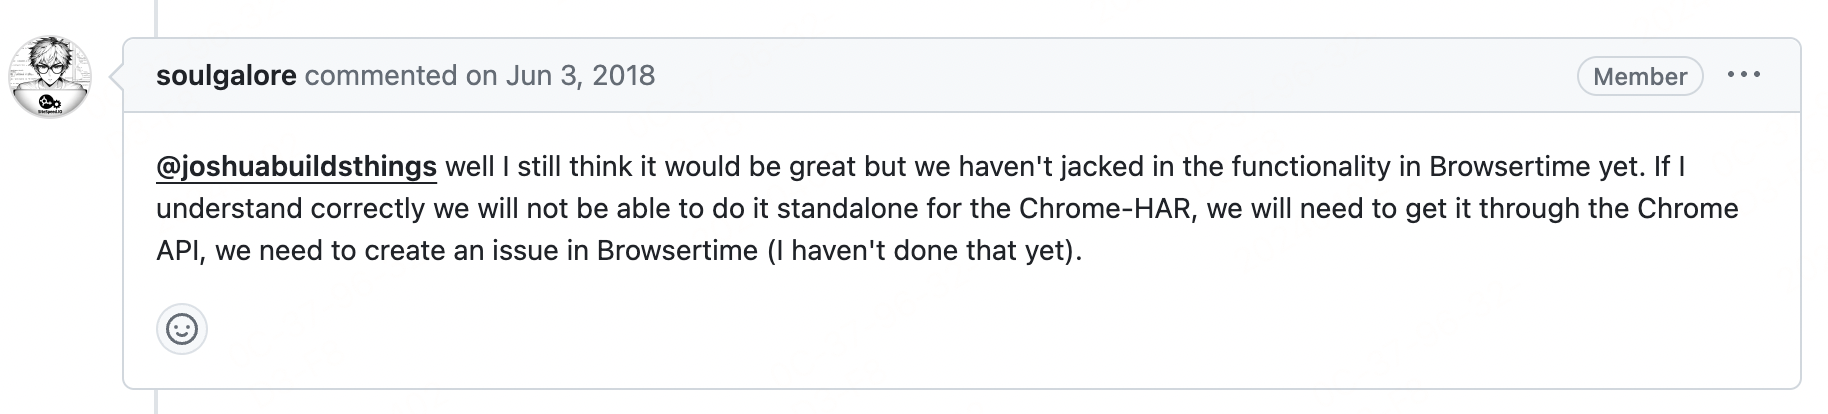 soulgalore commented on Jun 3, 2018
Member
@joshuabuildsthings well I still think it would be great but we haven't jacked in the functionality in Browsertime yet. If I
understand correctly we will not be able to do it standalone for the Chrome-HAR, we will need to get it through the Chrome
API, we need to create an issue in Browsertime (I haven't done that yet).